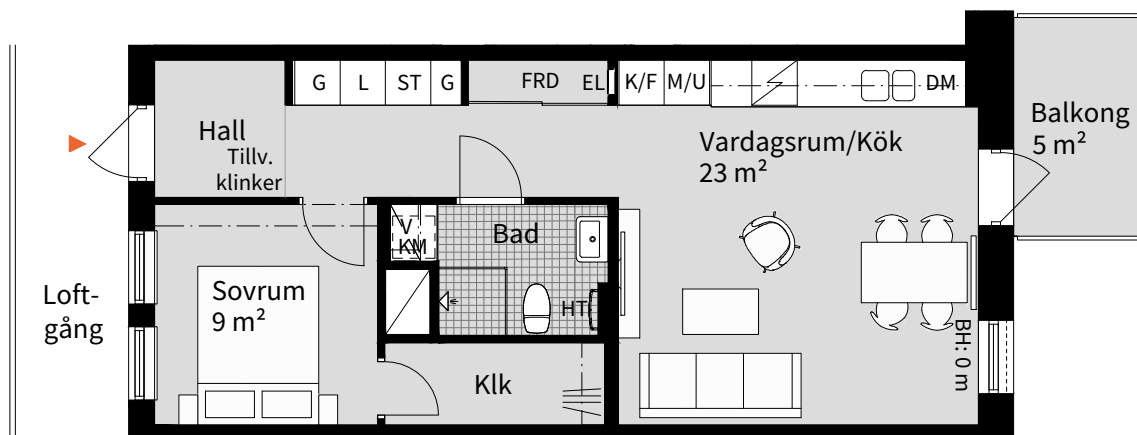 G L ST G FRD EL K/F M/U DM
Hall
Tillv.
klinker
Vardagsrum/Kök
23 m²
Balkong
5 m²
V
KM
Bad
HT
Loft-
gång
Sovrum
9 m²
Klk
BH: 0 m